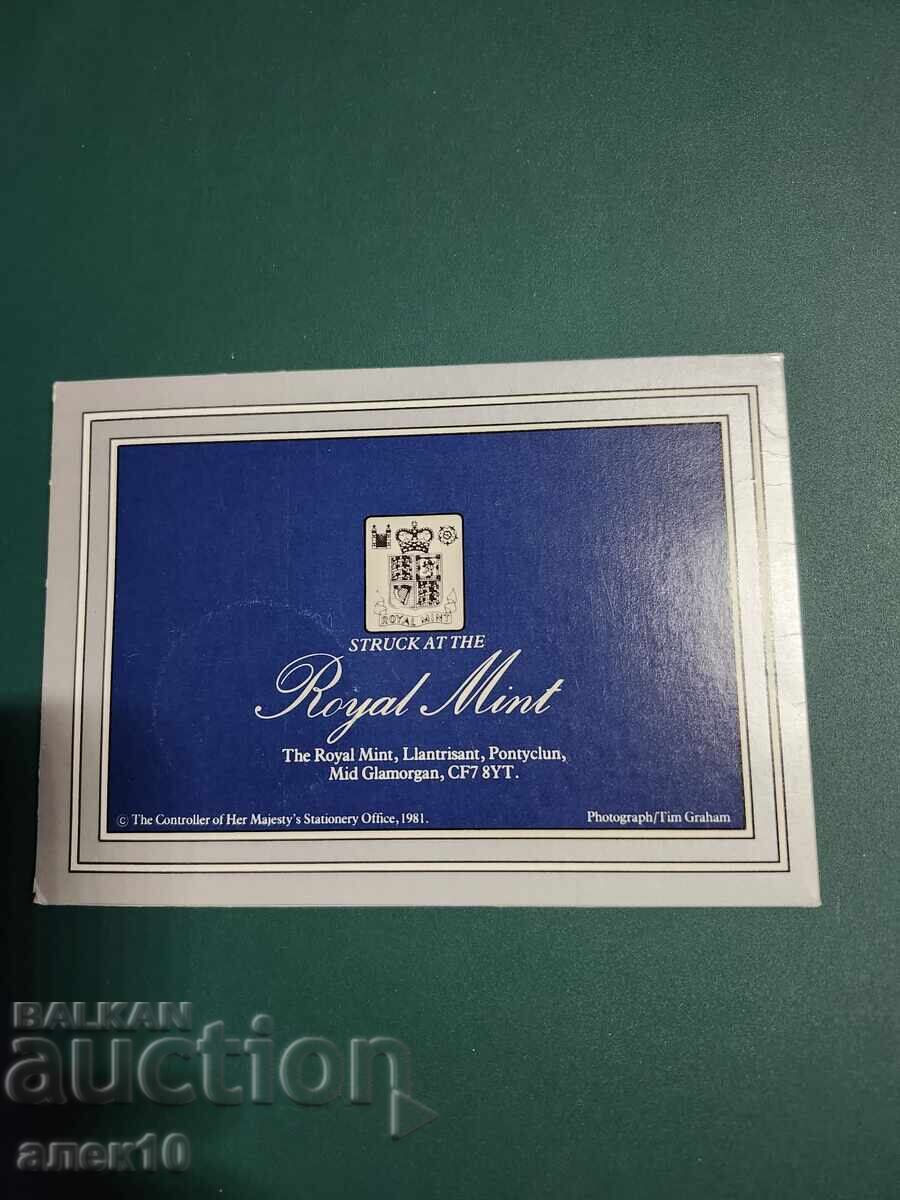 ROYAL MINT
STRUCK AT THE
Royal Mint
The Royal Mint, Llantrisant, Pontyclun,
Mid Glamorgan, CF7 8YT.
© The Controller of Her Majesty's Stationery Office, 1981.
Photograph/Tim Graham
BALKAN
auction
алек10